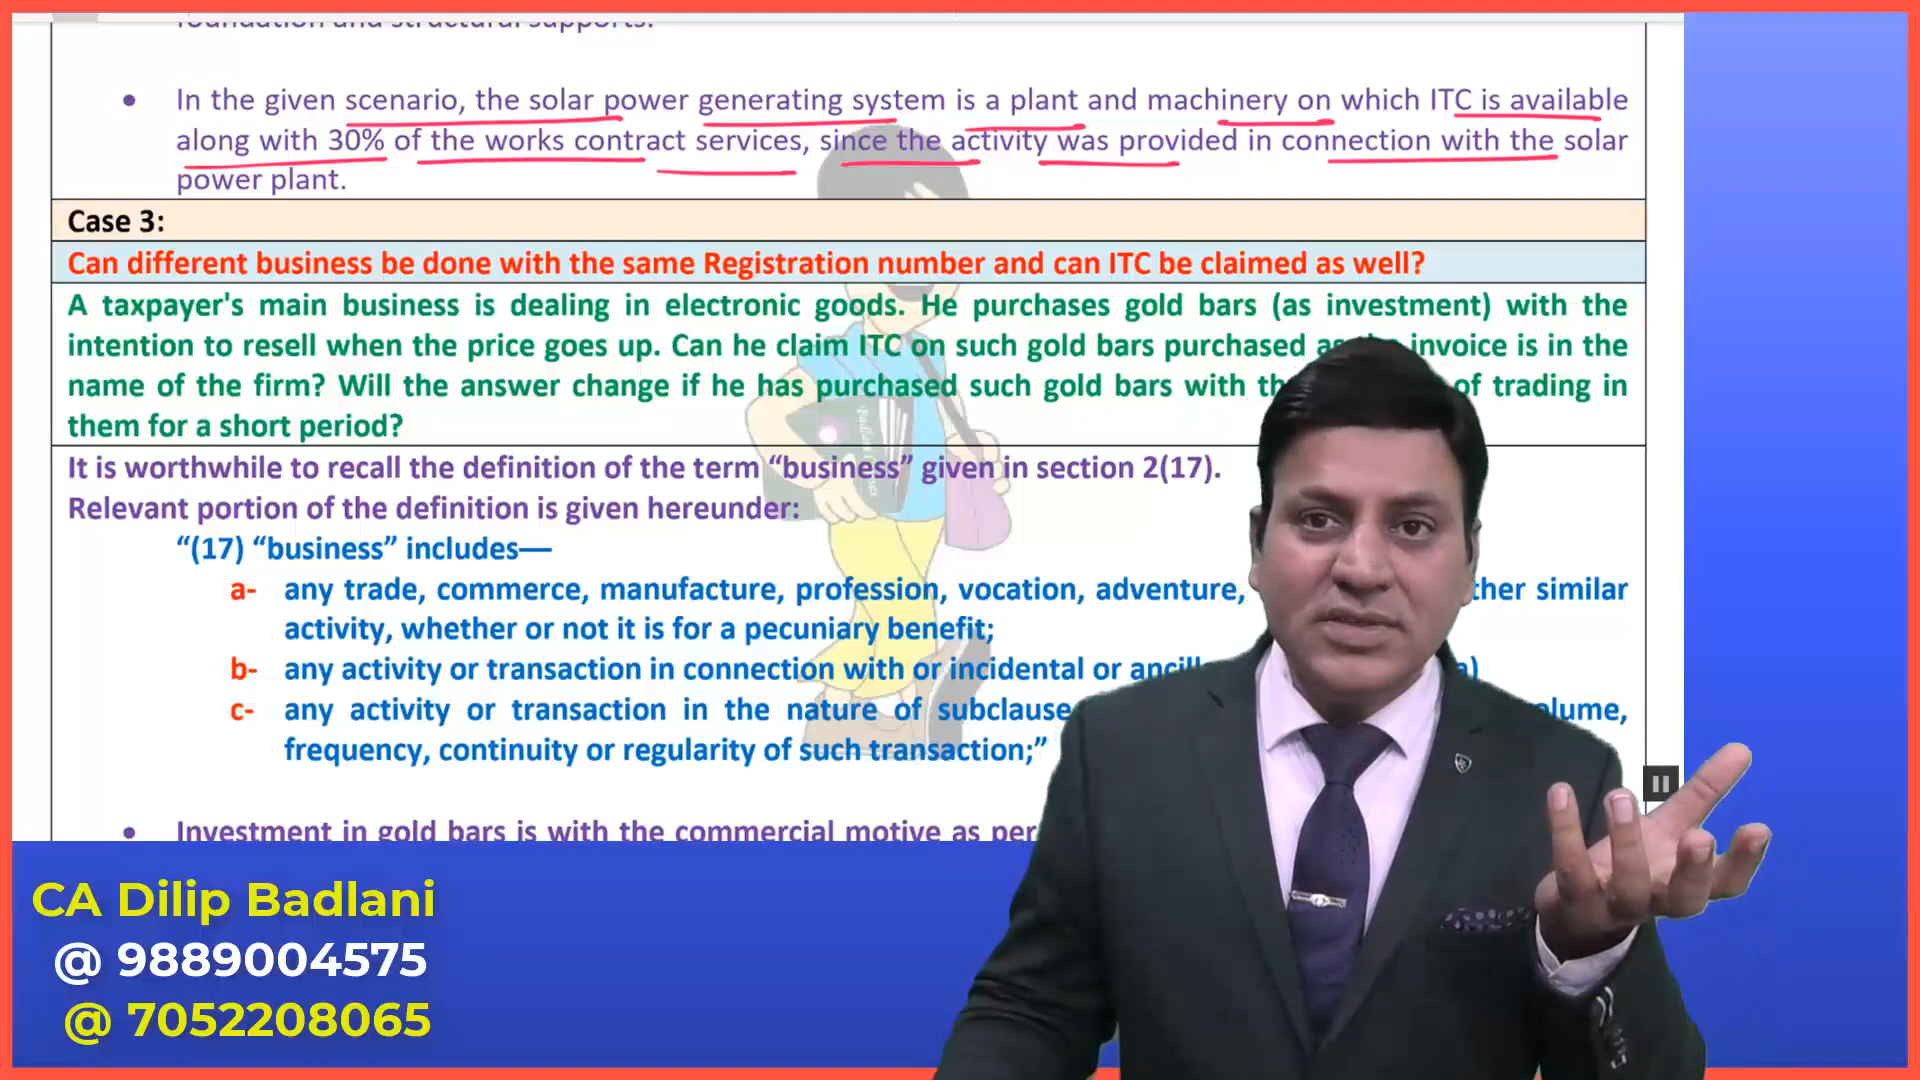 foundation and structural supports.
• In the given scenario, the solar power generating system is a plant and machinery on which ITC is available
along with 30% of the works contract services, since the activity was provided in connection with the solar
power plant.
Case 3:
Can different business be done with the same Registration number and can ITC be claimed as well?
A taxpayer's main business is dealing in electronic goods. He purchases gold bars (as investment) with the
intention to resell when the price goes up. Can he claim ITC on such gold bars purchased as the invoice is in the
name of the firm? Will the answer change if he has purchased such gold bars with of trading in
them for a short period?
It is worthwhile to recall the definition of the term “business” given in section 2(17).
Relevant portion of the definition is given hereunder:
“(17) “business” includes—
a- any trade, commerce, manufacture, profession, vocation, adventure, similar
activity, whether or not it is for a pecuniary benefit;
b- any activity or transaction in connection with or incidental or
c- any activity or transaction in the nature of subclause
frequency, continuity or regularity of such transaction;”
• Investment in gold bars is with the commercial motive as per
CA Dilip Badlani
@ 9889004575
@ 7052208065